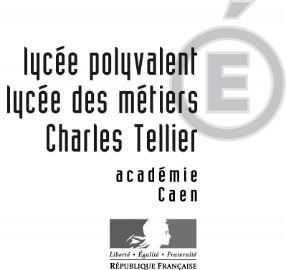 lycée polyvalent
lycée des métiers
Charles Tellier
É
académie
Caen
Liberté • Égalité • Fraternité
RÉPUBLIQUE FRANÇAISE